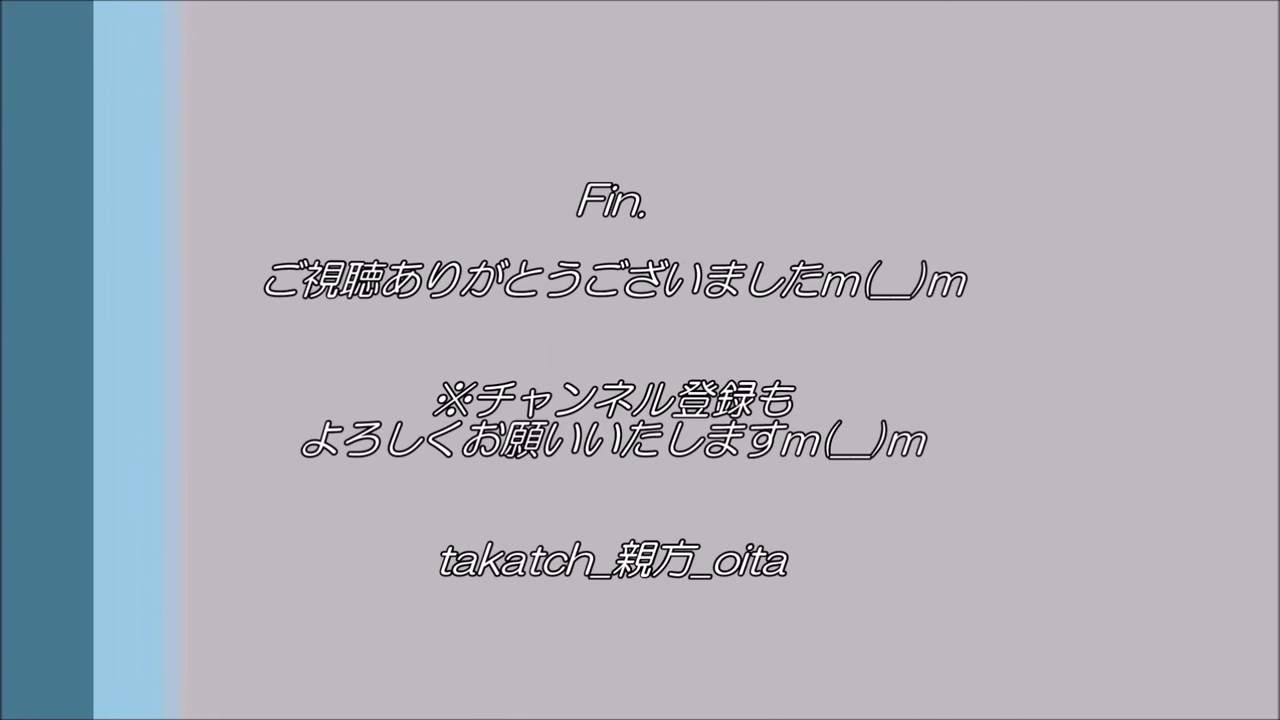 Fin.
ご視聴ありがとうございましたm(__)m
※チャンネル登録も
よろしくお願いいたしますm(__)m
takatch_親方_oita